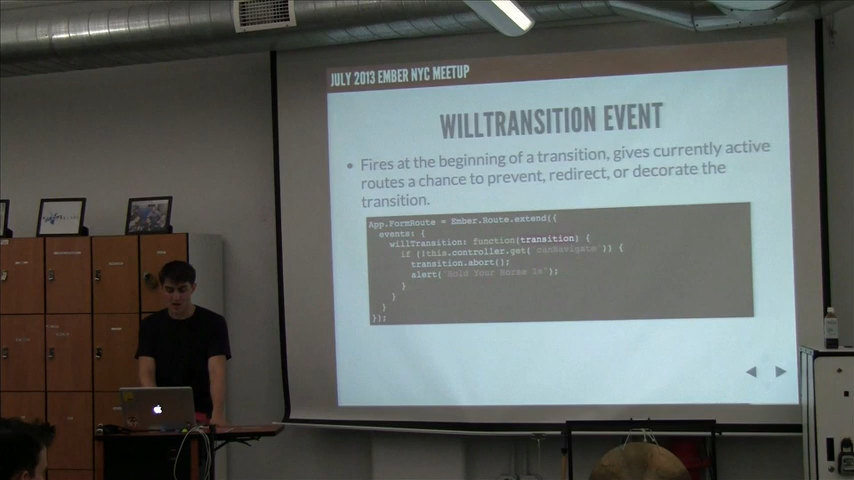 JULY 2013 EMBER NYC MEETUP
WILLTRANSITION EVENT
• Fires at the beginning of a transition, gives currently active
routes a chance to prevent, redirect, or decorate the
transition.
App.FormRoute = Ember.Route.extend({
events: {
willTransition: function(transition) {
if (!this.controller.get('canNavigate')) {
transition.abort();
alert('Hold Your Horse Is');
}
}
}
});